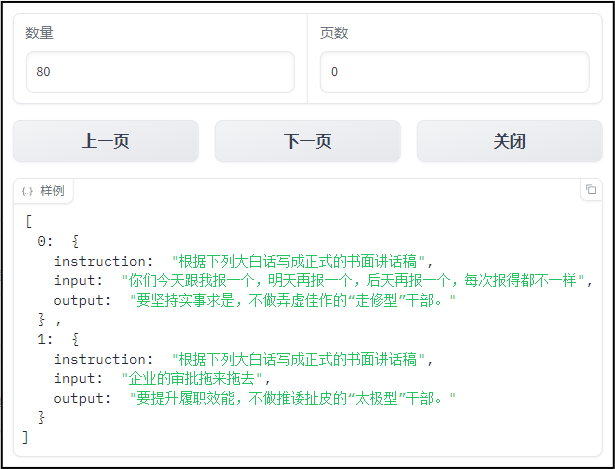 数量 页数
80 0
上一页 下一页 关闭
{..} 样例
[
0: {
instruction: "根据下列大白话写成正式的书面讲话稿",
input: "你们今天跟我报一个，明天再报一个，后天再报一个，每次报得都不一样",
output: "要坚持实事求是，不做弄虚佳作的“走修型”干部。"
},
1: {
instruction: "根据下列大白话写成正式的书面讲话稿",
input: "企业的审批拖来拖去",
output: "要提升履职效能，不做推诿扯皮的“太极型”干部。"
}
]